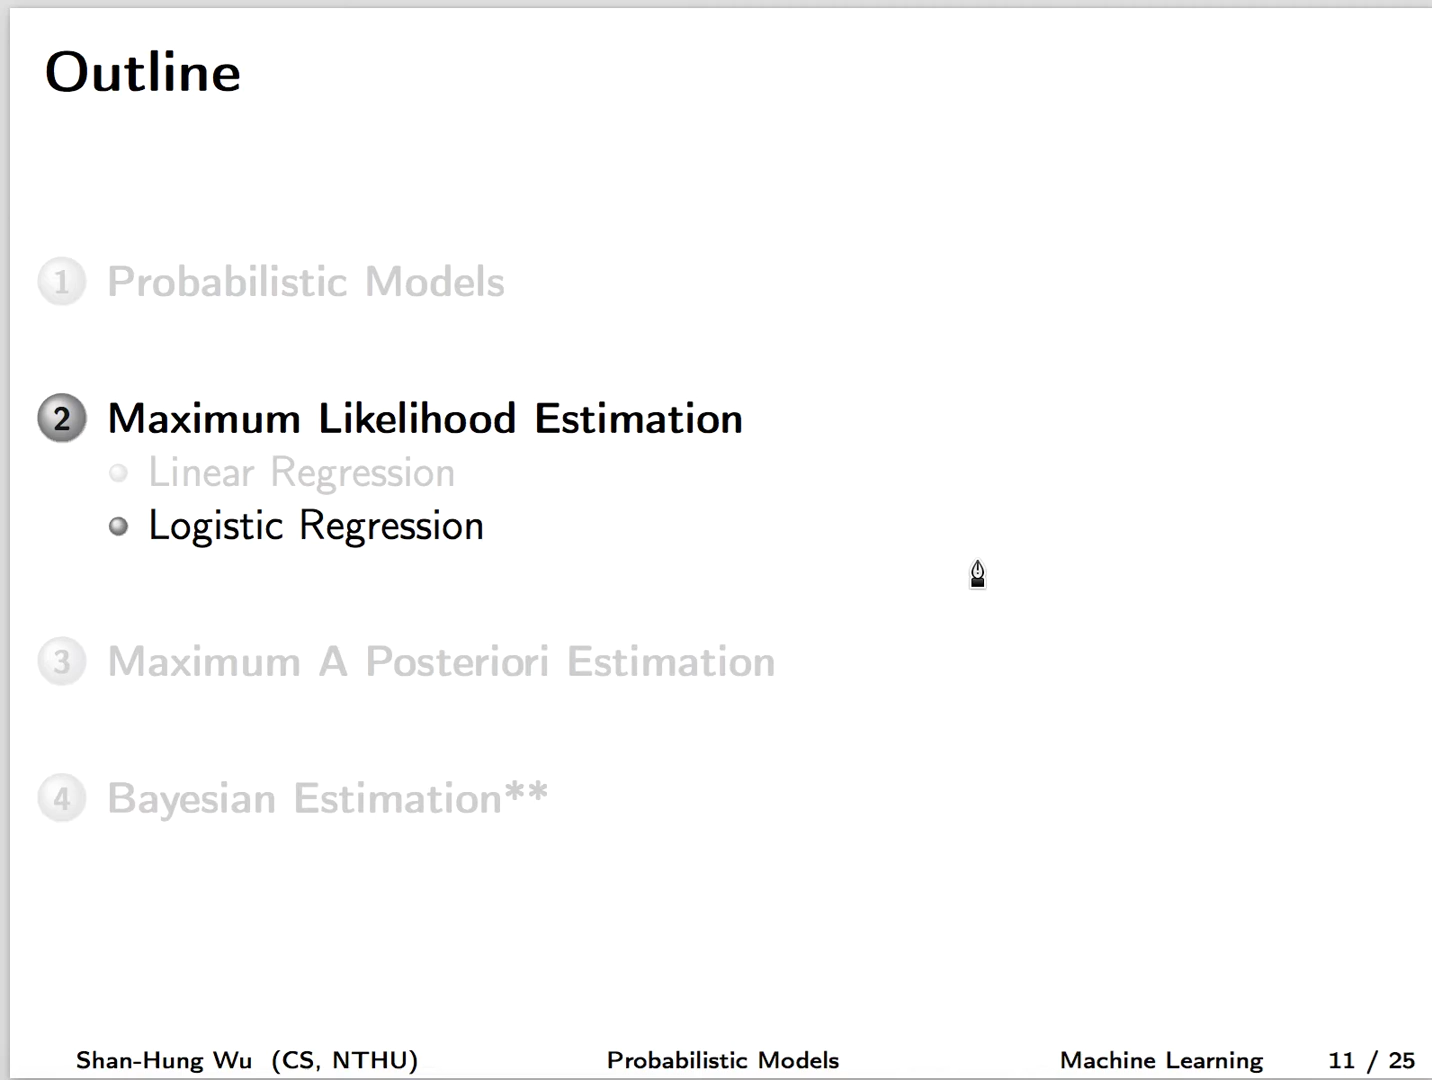 Outline
1 Probabilistic Models
2 Maximum Likelihood Estimation
Linear Regression
Logistic Regression
3 Maximum A Posteriori Estimation
4 Bayesian Estimation**
Shan-Hung Wu (CS, NTHU) Probabilistic Models Machine Learning 11 / 25